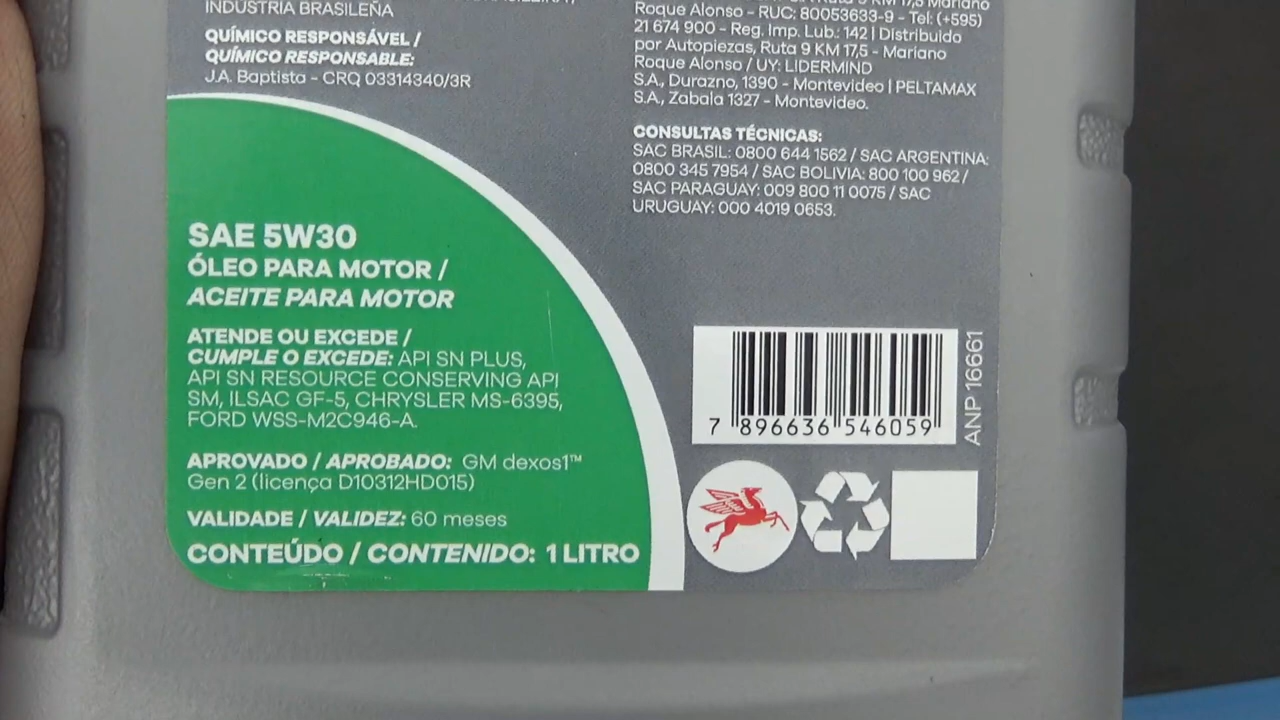 INDÚSTRIA BRASILEÑA
QUÍMICO RESPONSÁVEL /
QUÍMICO RESPONSABLE:
J.A. Baptista - CRQ 03314340/3R
SAE 5W30
ÓLEO PARA MOTOR /
ACEITE PARA MOTOR
ATENDE OU EXCEDE /
CUMPLE O EXCEDE: API SN PLUS,
API SN RESOURCE CONSERVING API
SM, ILSAC GF-5, CHRYSLER MS-6395,
FORD WSS-M2C946-A.
APROVADO / APROBADO: GM dexos1™
Gen 2 (licença D10312HD015)
VALIDADE / VALIDEZ: 60 meses
CONTEÚDO / CONTENIDO: 1 LITRO
Ruta 9 KM 17,5 Mariano
Roque Alonso - RUC: 80053633-9 - Tel: (+595)
21 674 900 - Reg. Imp. Lub.: 142 | Distribuido
por Autopiezas, Ruta 9 KM 17,5 - Mariano
Roque Alonso / UY: LIDERMIND
S.A., Durazno, 1390 - Montevideo | PELTAMAX
S.A., Zabala 1327 - Montevideo.
CONSULTAS TÉCNICAS:
SAC BRASIL: 0800 644 1562 / SAC ARGENTINA:
0800 345 7954 / SAC BOLIVIA: 800 100 962 /
SAC PARAGUAY: 009 800 11 0075 / SAC
URUGUAY: 000 4019 0653.
7 896636 546059
ANP 16661